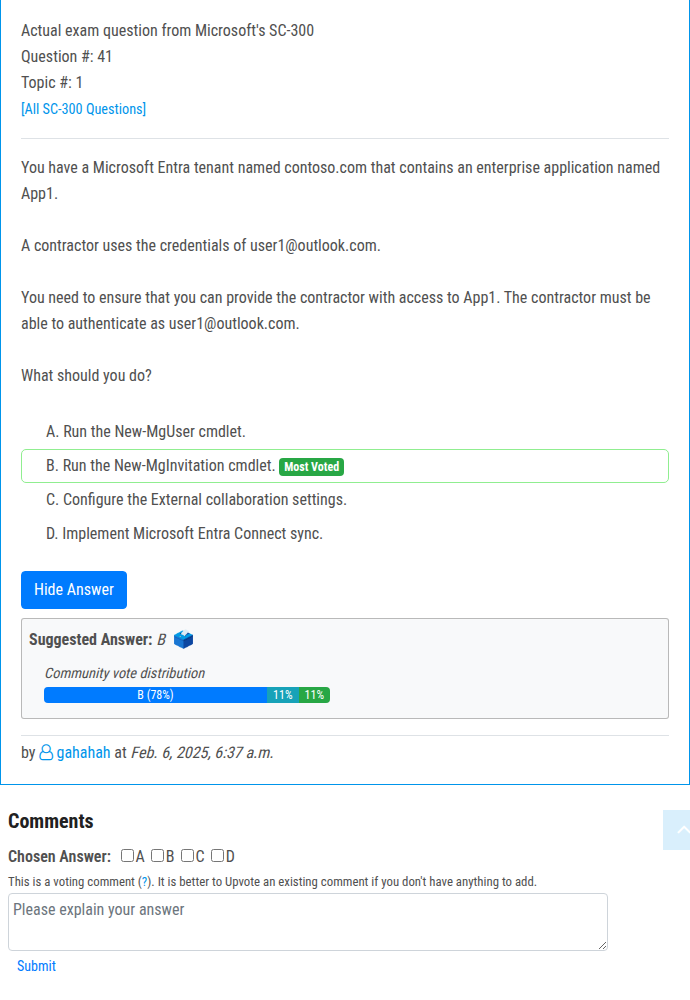 Actual exam question from Microsoft's SC-300
Question #: 41
Topic #: 1
[All SC-300 Questions]
You have a Microsoft Entra tenant named contoso.com that contains an enterprise application named
App1.
A contractor uses the credentials of user1@outlook.com.
You need to ensure that you can provide the contractor with access to App1. The contractor must be
able to authenticate as user1@outlook.com.
What should you do?
A. Run the New-MgUser cmdlet.
B. Run the New-MgInvitation cmdlet. Most Voted
C. Configure the External collaboration settings.
D. Implement Microsoft Entra Connect sync.
Hide Answer
Suggested Answer: B
Community vote distribution
B (78%) 11% 11%
by gahahah at Feb. 6, 2025, 6:37 a.m.
Comments
Chosen Answer: A B C D
This is a voting comment (?). It is better to Upvote an existing comment if you don't have anything to add.
Please explain your answer
Submit